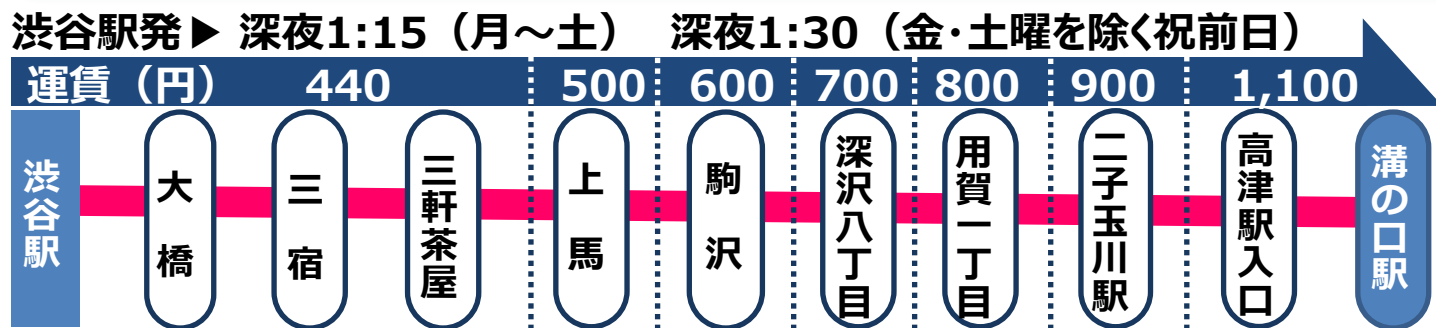 渋谷駅発▶ 深夜1:15（月～土） 深夜1:30（金・土曜を除く祝前日）
運賃（円） 440 500 600 700 800 900 1,100
渋谷駅
大橋
三宿
三軒茶屋
上馬
駒沢
深沢八丁目
用賀一丁目
二子玉川駅
高津駅入口
溝の口駅